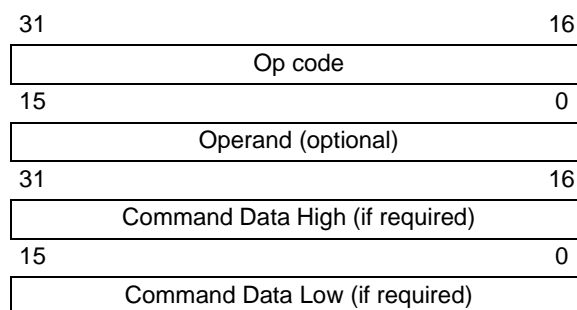 31 16
Op code
15 0
Operand (optional)
31 16
Command Data High (if required)
15 0
Command Data Low (if required)